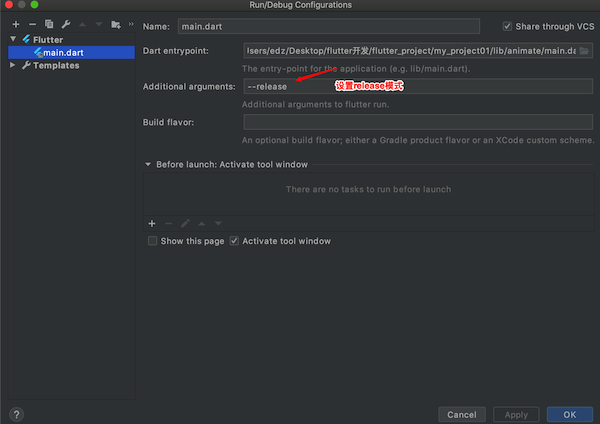 Run/Debug Configurations
Name: main.dart
Share through VCS
Flutter
main.dart
Templates
Dart entrypoint: /Users/edz/Desktop/flutter开发/flutter_project/my_project01/lib/animate/main.da
The entry-point for the application (e.g. lib/main.dart).
Additional arguments: --release
设置release模式
Additional arguments to flutter run.
Build flavor:
An optional build flavor; either a Gradle product flavor or an XCode custom scheme.
Before launch: Activate tool window
There are no tasks to run before launch
Show this page
Activate tool window
?
Cancel
Apply
OK